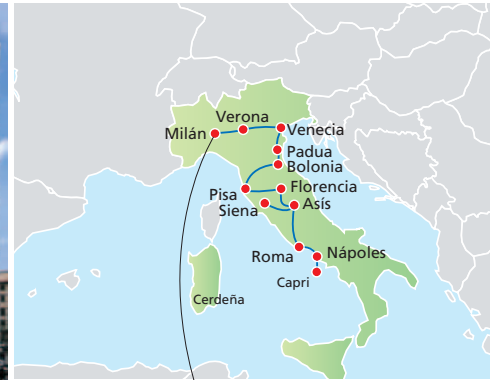 Verona
Milán
Venecia
Padua
Bolonia
Florencia
Pisa
Asís
Siena
Roma
Nápoles
Capri
Cerdeña